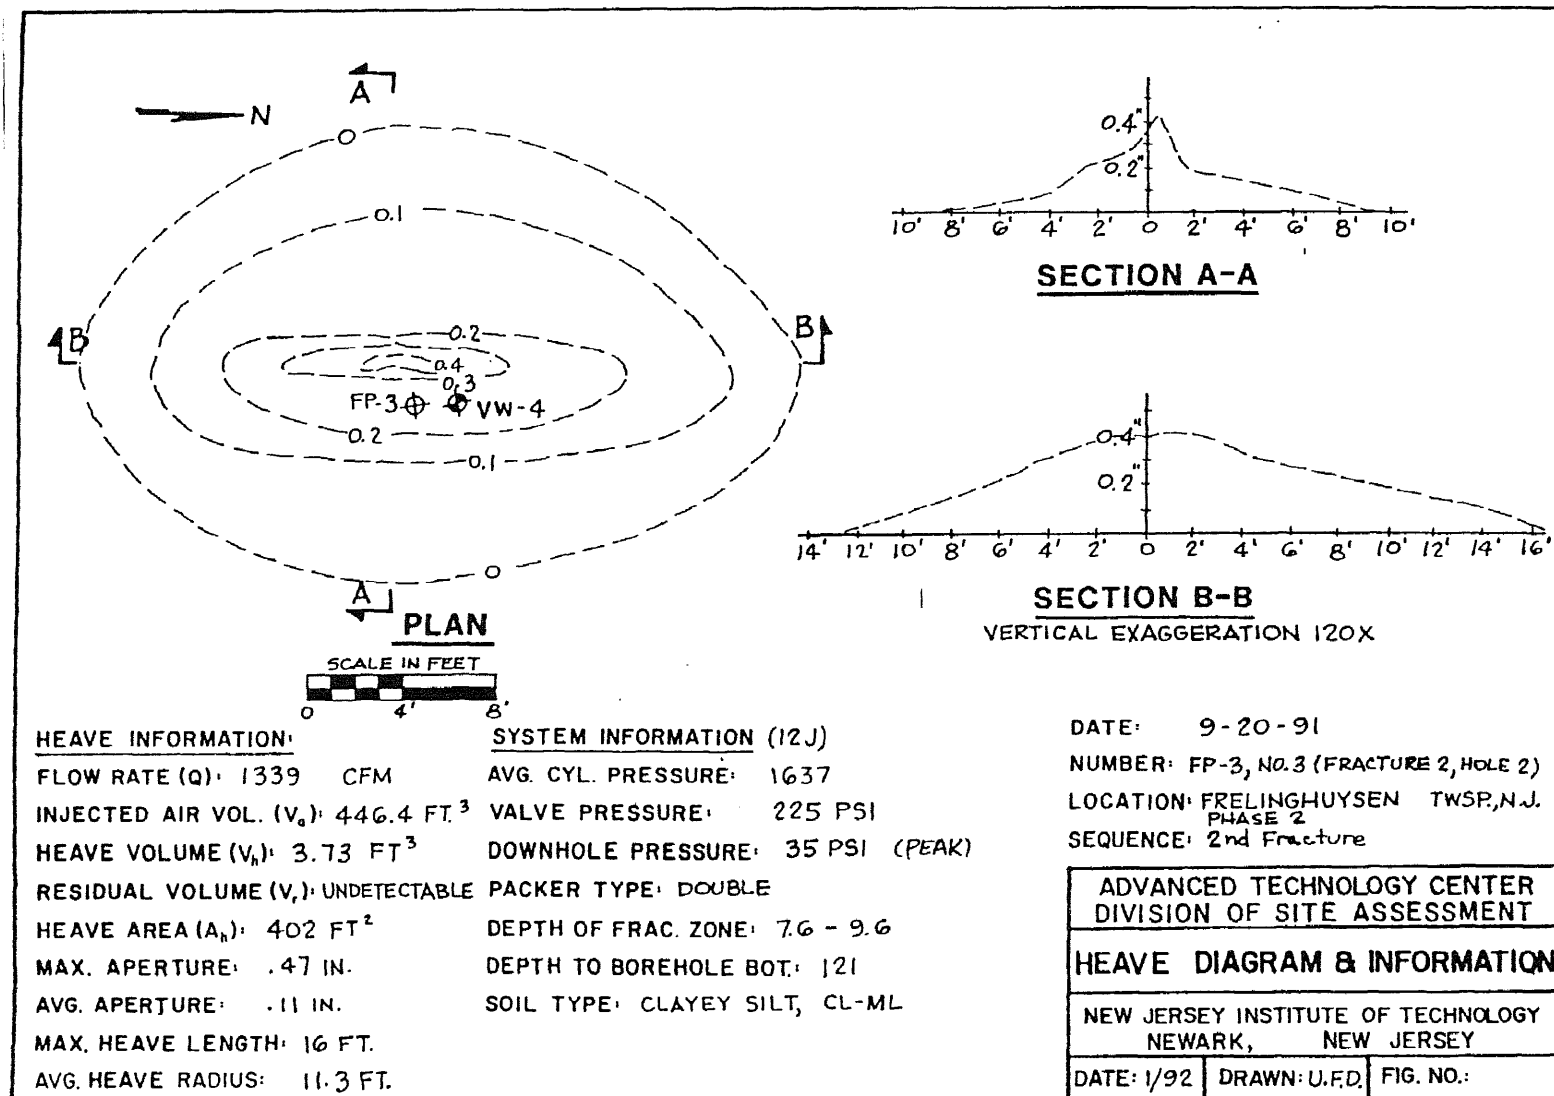 A
N
0
0.1
B
B
0.2
0.4
0.3
FP-3 VW-4
0.2
0.1
0
A
PLAN
SCALE IN FEET
0 4' 8'
0.4"
0.2"
10' 8' 6' 4' 2' 0 2' 4' 6' 8' 10'
SECTION A-A
0.4"
0.2"
14' 12' 10' 8' 6' 4' 2' 0 2' 4' 6' 8' 10' 12' 14' 16'
SECTION B-B
VERTICAL EXAGGERATION 120X
HEAVE INFORMATION:
FLOW RATE (Q): 1339 CFM
INJECTED AIR VOL. (Va): 446.4 FT.³
HEAVE VOLUME (Vh): 3.73 FT³
RESIDUAL VOLUME (Vr): UNDETECTABLE
HEAVE AREA (Ah): 402 FT²
MAX. APERTURE: .47 IN.
AVG. APERTURE: .11 IN.
MAX. HEAVE LENGTH: 16 FT.
AVG. HEAVE RADIUS: 11.3 FT.
SYSTEM INFORMATION (12J)
AVG. CYL. PRESSURE: 1637
VALVE PRESSURE: 225 PSI
DOWNHOLE PRESSURE: 35 PSI (PEAK)
PACKER TYPE: DOUBLE
DEPTH OF FRAC. ZONE: 7.6 - 9.6
DEPTH TO BOREHOLE BOT.: 121
SOIL TYPE: CLAYEY SILT, CL-ML
DATE: 9-20-91
NUMBER: FP-3, NO.3 (FRACTURE 2, HOLE 2)
LOCATION: FRELINGHUYSEN TWSP., N.J.
PHASE 2
SEQUENCE: 2nd Fracture
ADVANCED TECHNOLOGY CENTER
DIVISION OF SITE ASSESSMENT
HEAVE DIAGRAM & INFORMATION
NEW JERSEY INSTITUTE OF TECHNOLOGY
NEWARK, NEW JERSEY
DATE: 1/92 DRAWN: U.F.D. FIG. NO.: